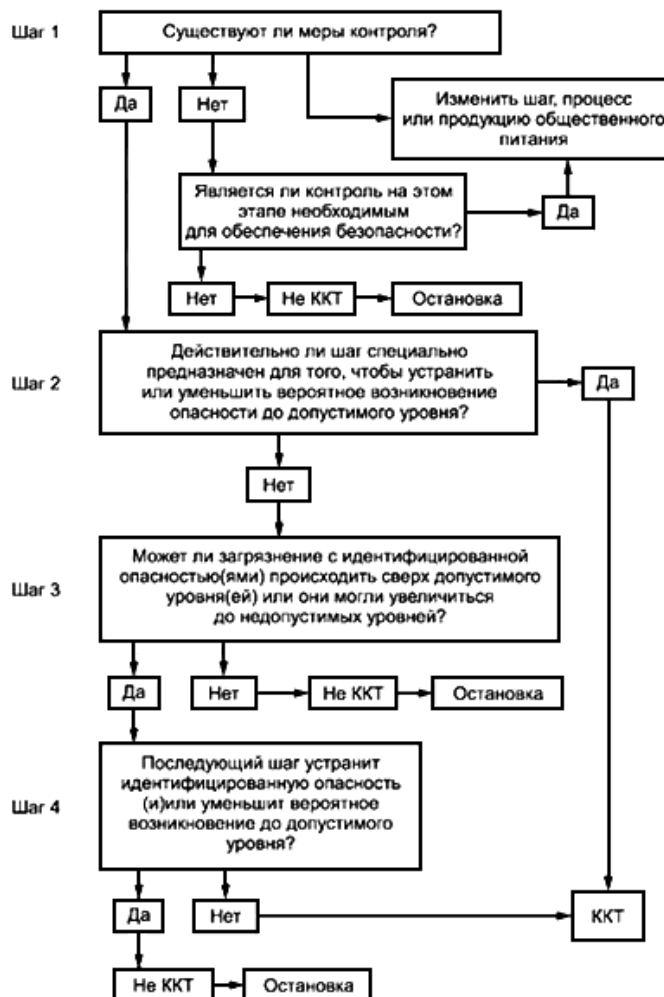 Шаг 1
Существуют ли меры контроля?
Да
Нет
Изменить шаг, процесс
или продукцию общественного
питания
Является ли контроль на этом
этапе необходимым
для обеспечения безопасности?
Да
Нет
Не ККТ
Остановка
Шаг 2
Действительно ли шаг специально
предназначен для того, чтобы устранить
или уменьшить вероятное возникновение
опасности до допустимого уровня?
Да
Нет
Шаг 3
Может ли загрязнение с идентифицированной
опасностью(ями) происходить сверх допустимого
уровня(ей) или они могли увеличиться
до недопустимых уровней?
Да
Нет
Не ККТ
Остановка
Шаг 4
Последующий шаг устранит
идентифицированную опасность
(и)или уменьшит вероятное
возникновение до допустимого
уровня?
Да
Нет
ККТ
Не ККТ
Остановка